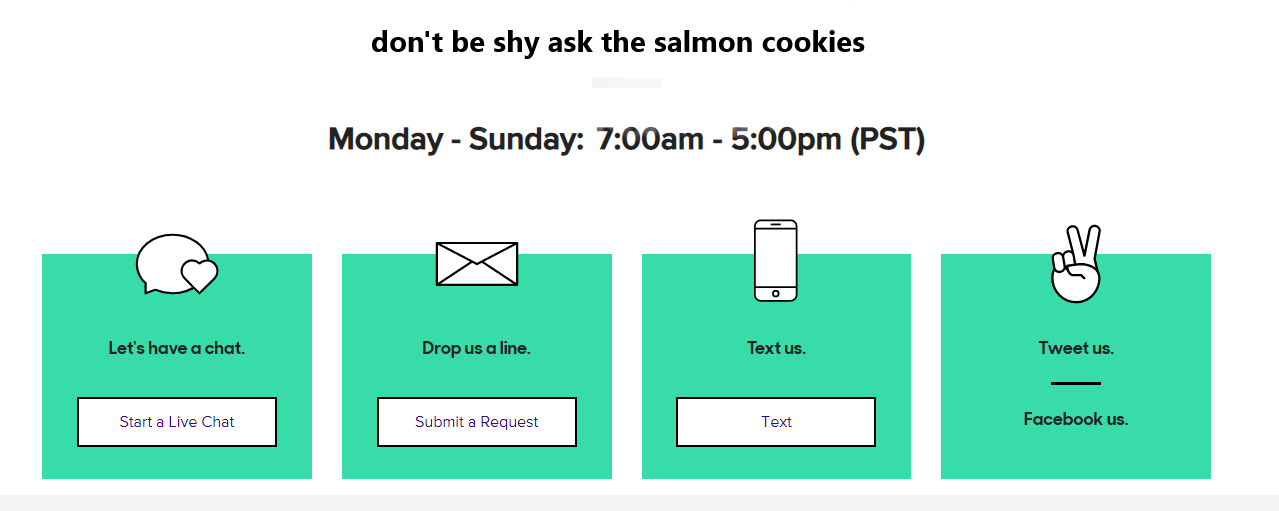 don't be shy ask the salmon cookies
Monday - Sunday: 7:00am - 5:00pm (PST)
Let's have a chat.
Start a Live Chat
Drop us a line.
Submit a Request
Text us.
Text
Tweet us.
Facebook us.